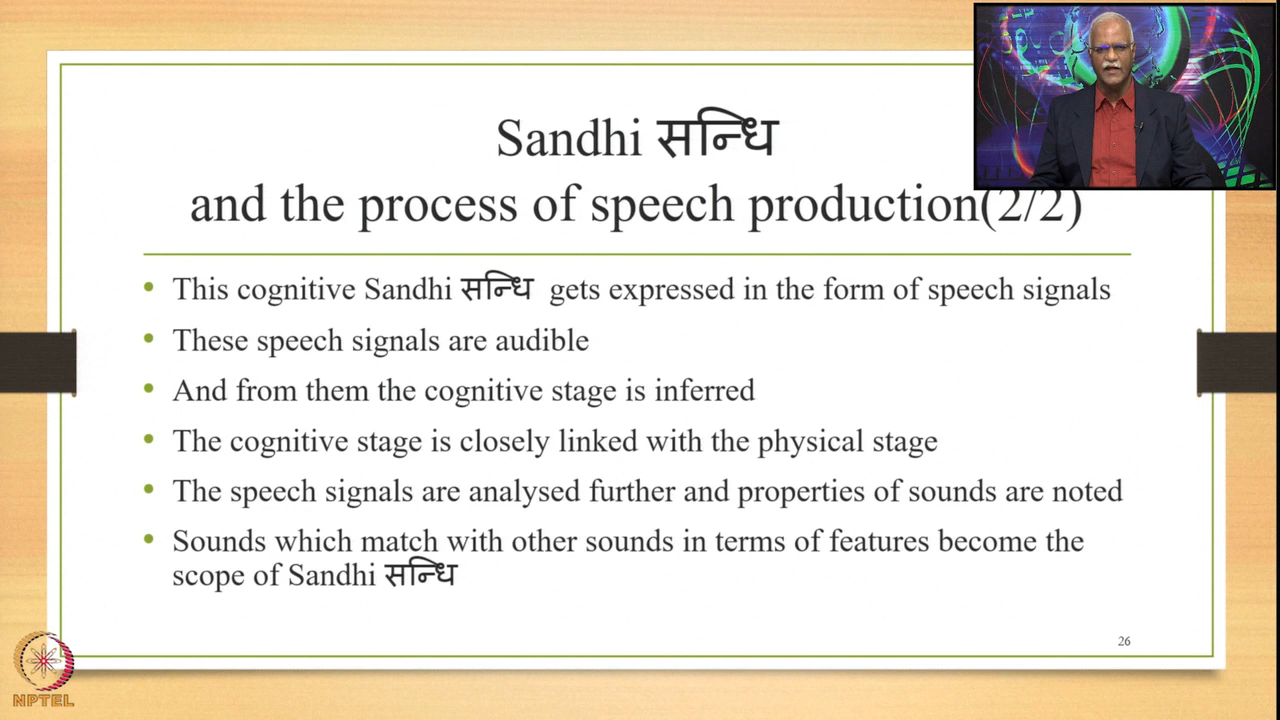 Sandhi सन्धि
and the process of speech production(2/2)
• This cognitive Sandhi सन्धि gets expressed in the form of speech signals
• These speech signals are audible
• And from them the cognitive stage is inferred
• The cognitive stage is closely linked with the physical stage
• The speech signals are analysed further and properties of sounds are noted
• Sounds which match with other sounds in terms of features become the
scope of Sandhi सन्धि
26
NPTEL